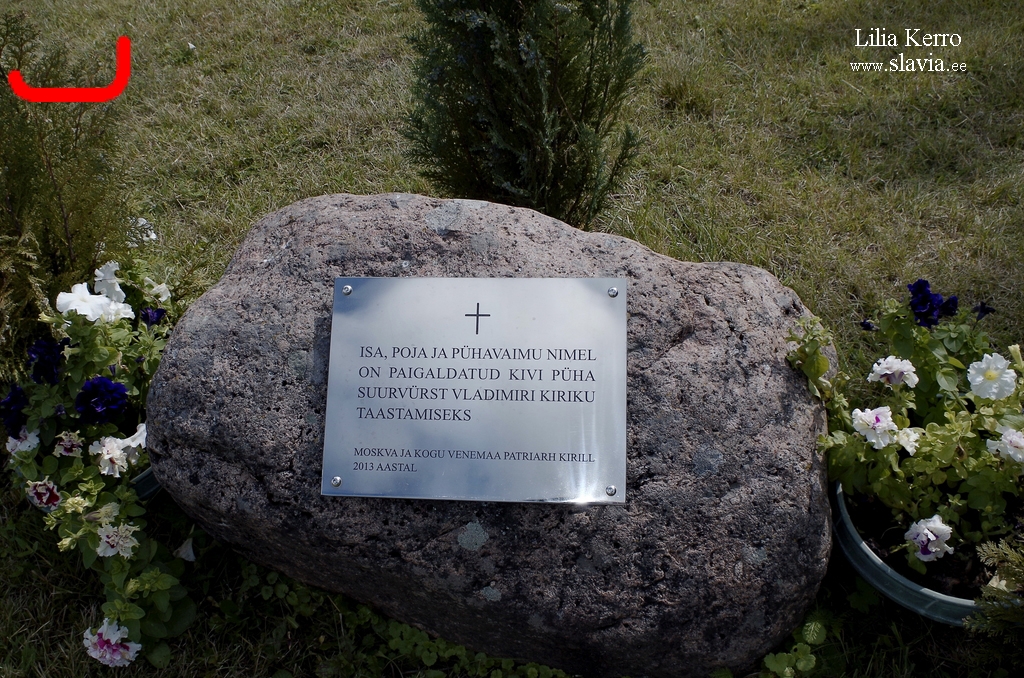 Lilia Kerro
www.slavia.ee
ISA, POJA JA PÜHAVAIMU NIMEL
ON PAIGALDATUD KIVI PÜHA
SUURVÜRST VLADIMIRI KIRIKU
TAASTAMISEKS
MOSKVA JA KOGU VENEMAA PATRIARH KIRILL
2013 AASTAL